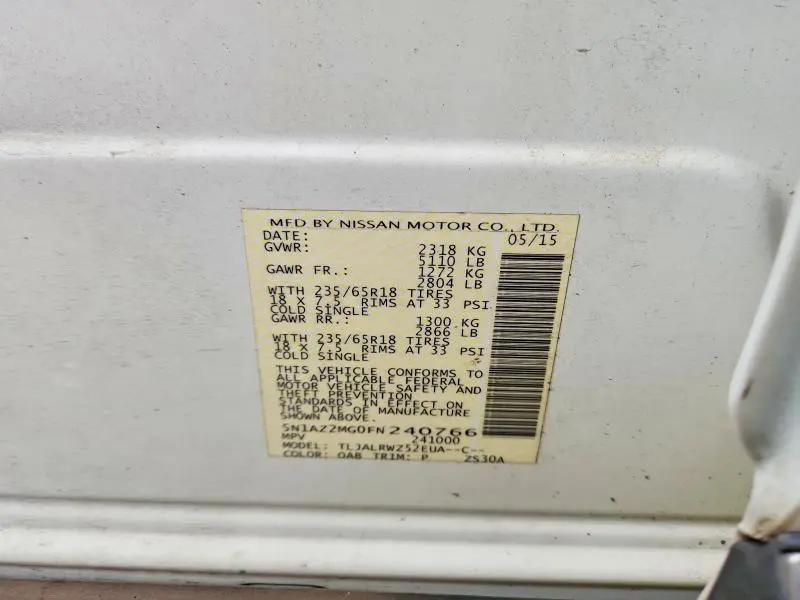 MFD BY NISSAN MOTOR CO., LTD.
DATE: 05/15
GVWR: 2318 KG
5110 LB
GAWR FR.: 1272 KG
2804 LB
WITH 235/65R18 TIRES
18 X 7.5 RIMS AT 33 PSI
COLD SINGLE
GAWR RR.: 1300 KG
2866 LB
WITH 235/65R18 TIRES
18 X 7.5 RIMS AT 33 PSI
COLD SINGLE
THIS VEHICLE CONFORMS TO
ALL APPLICABLE FEDERAL
MOTOR VEHICLE SAFETY AND
THEFT PREVENTION
STANDARDS IN EFFECT ON
THE DATE OF MANUFACTURE
SHOWN ABOVE.
5N1AZ2MG0FN240766
MPV 241000
MODEL: TLJALRWZ52EUA--C--
COLOR: QAB TRIM: P ZS30A